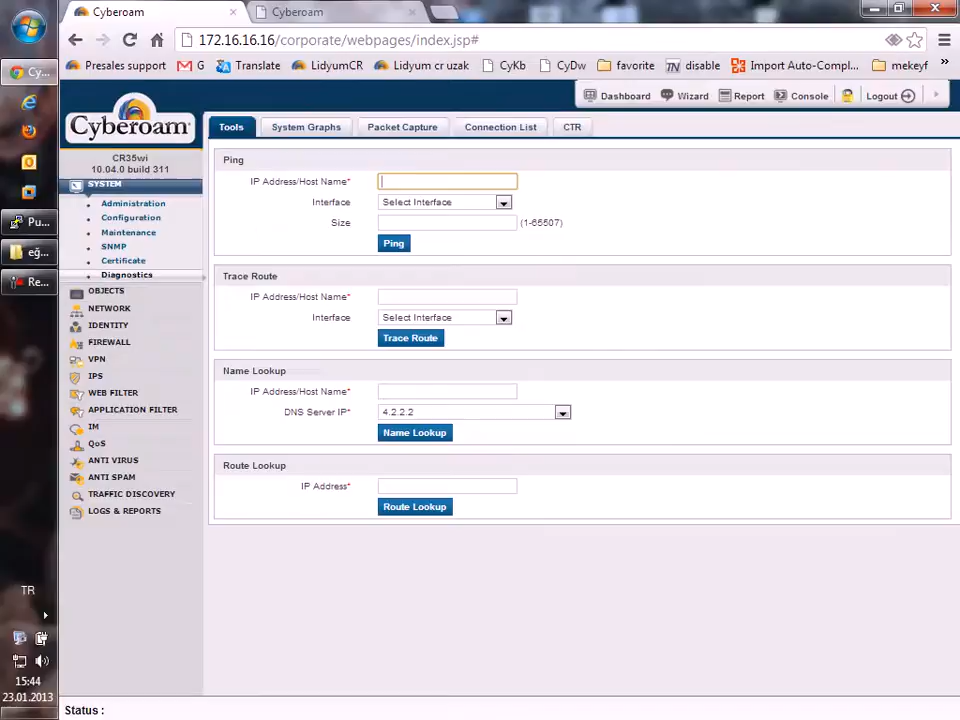 Cyberoam
Cyberoam
172.16.16.16/corporate/webpages/index.jsp#
Presales support
G
Translate
LidyumCR
Lidyum cr uzak
CyKb
CyDw
favorite
disable
Import Auto-Compl...
mekeyf
»
Cy...
Pu...
eğ...
Re...
TR
15:44
23.01.2013
Cyberoam
CR35wi
10.04.0 build 311
Dashboard
Wizard
Report
Console
Logout
Tools
System Graphs
Packet Capture
Connection List
CTR
SYSTEM
Administration
Configuration
Maintenance
SNMP
Certificate
Diagnostics
OBJECTS
NETWORK
IDENTITY
FIREWALL
VPN
IPS
WEB FILTER
APPLICATION FILTER
IM
QoS
ANTI VIRUS
ANTI SPAM
TRAFFIC DISCOVERY
LOGS & REPORTS
Ping
IP Address/Host Name*
Interface Select Interface
Size (1-65507)
Ping
Trace Route
IP Address/Host Name*
Interface Select Interface
Trace Route
Name Lookup
IP Address/Host Name*
DNS Server IP* 4.2.2.2
Name Lookup
Route Lookup
IP Address*
Route Lookup
Status :